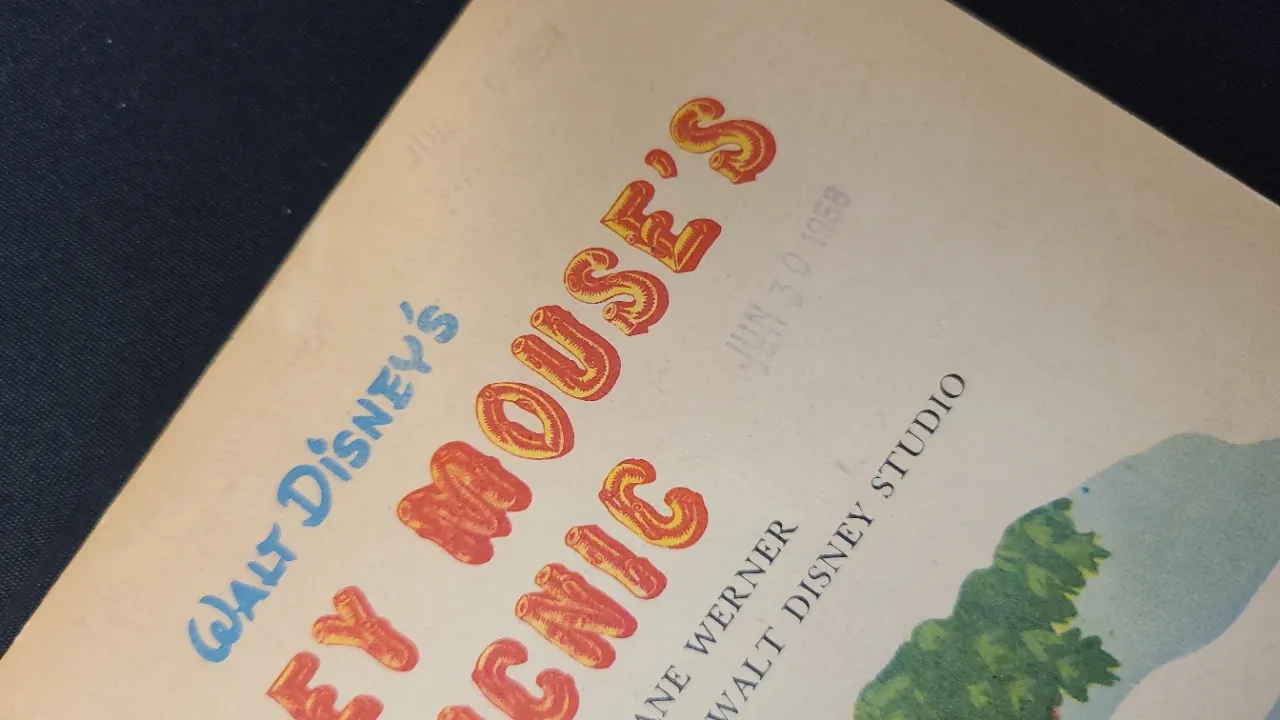 WALT DISNEY'S
EY MOUSE'S
CNIC
JUN 30 1958
ANE WERNER
WALT DISNEY STUDIO